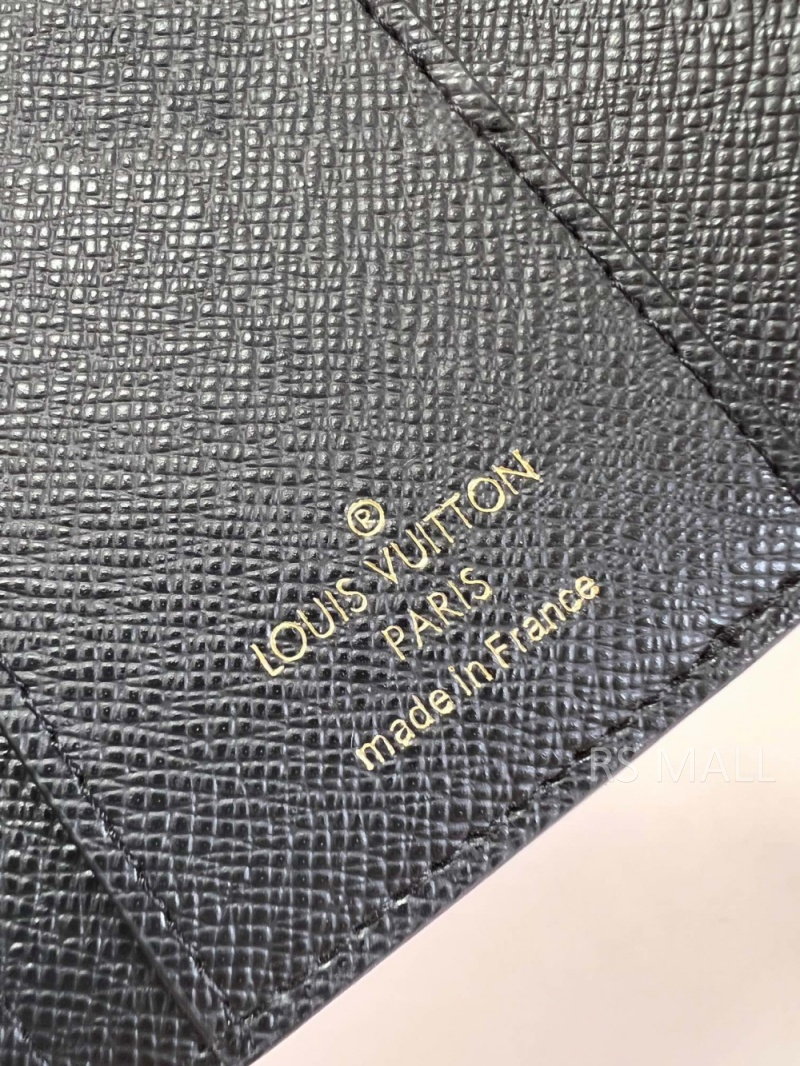 ®
LOUIS VUITTON
PARIS
made in France
RS MALL